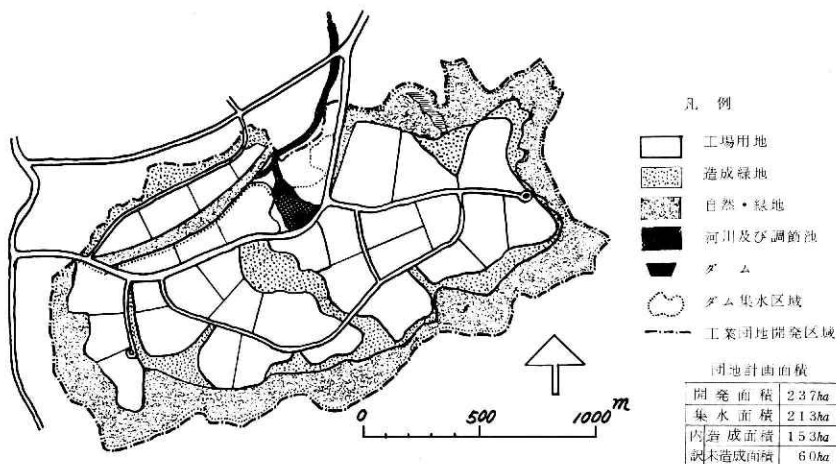 凡 例
工場用地
造成緑地
自然・緑地
河川及び調節池
ダ ム
ダム集水区域
工業団地開発区域
0 500 1000 m
団地計画面積
開発面積 237ha
集水面積 213ha
内訳 造成面積 153ha
未造成面積 60ha